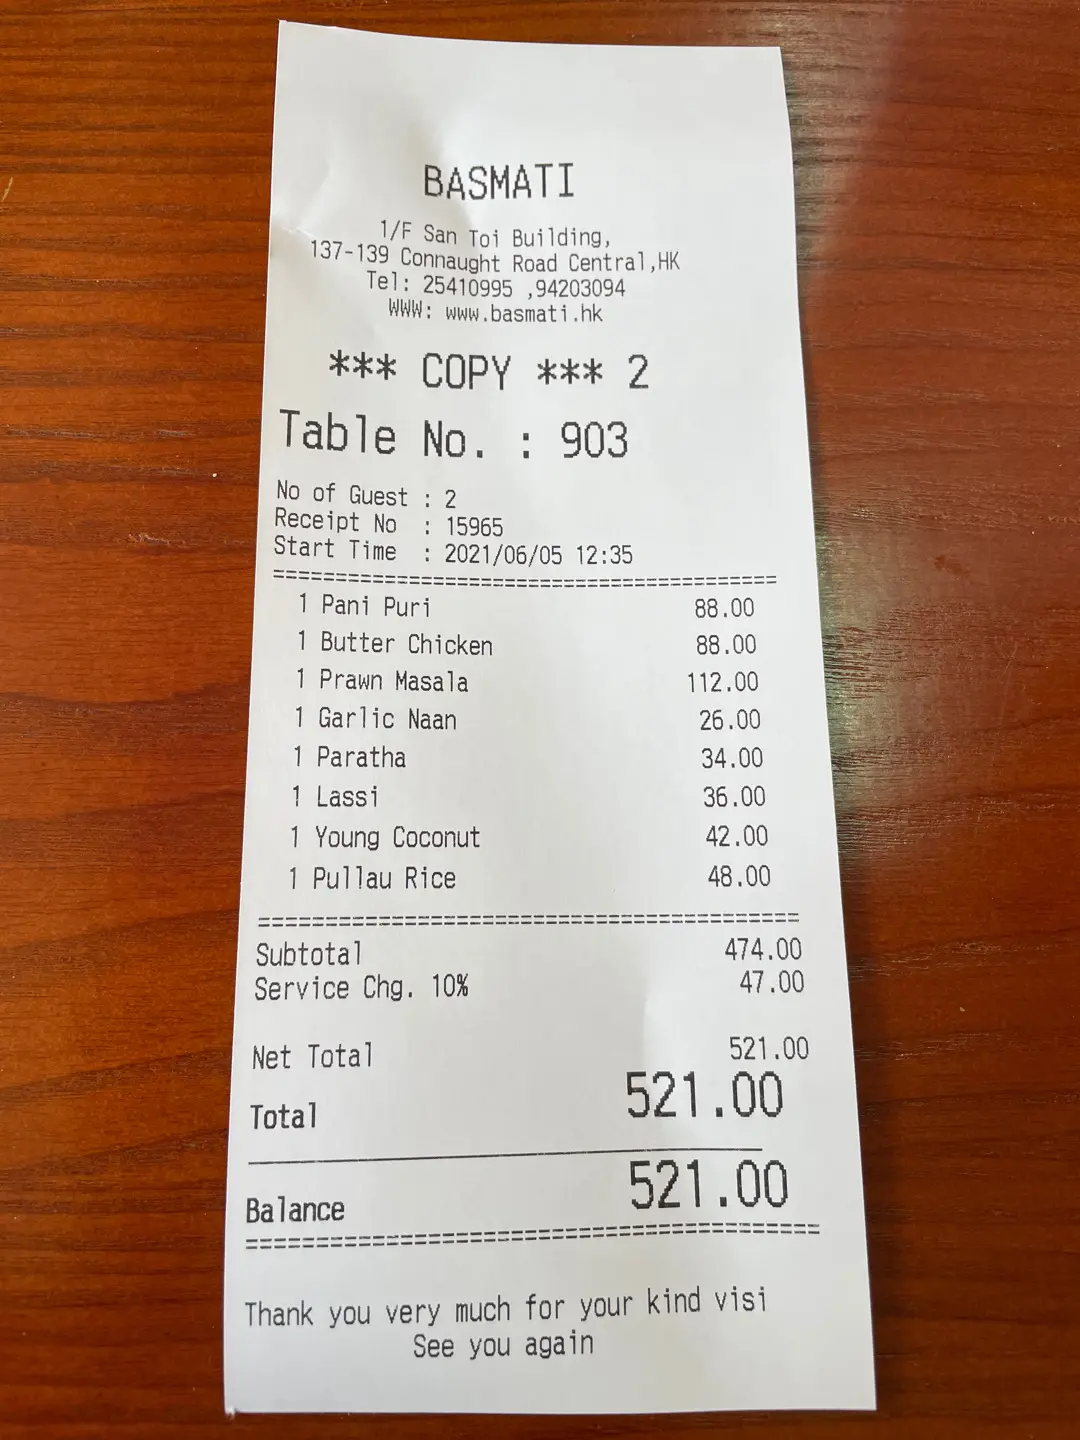 BASMATI
1/F San Toi Building,
137-139 Connaught Road Central,HK
Tel: 25410995 ,94203094
WWW: www.basmati.hk
*** COPY *** 2
Table No. : 903
No of Guest : 2
Receipt No : 15965
Start Time : 2021/06/05 12:35
===========================================
1 Pani Puri 88.00
1 Butter Chicken 88.00
1 Prawn Masala 112.00
1 Garlic Naan 26.00
1 Paratha 34.00
1 Lassi 36.00
1 Young Coconut 42.00
1 Pullau Rice 48.00
===========================================
Subtotal 474.00
Service Chg. 10% 47.00
Net Total 521.00
Total 521.00
Balance 521.00
===========================================
Thank you very much for your kind visi
See you again